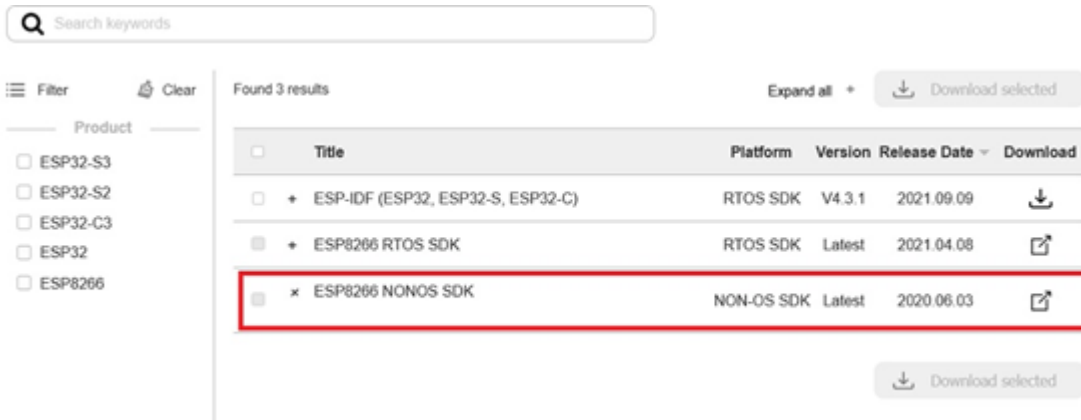 Search keywords
Filter Clear
Product
ESP32-S3
ESP32-S2
ESP32-C3
ESP32
ESP8266
Found 3 results Expand all + Download selected
Title Platform Version Release Date Download
+ ESP-IDF (ESP32, ESP32-S, ESP32-C) RTOS SDK V4.3.1 2021.09.09
+ ESP8266 RTOS SDK RTOS SDK Latest 2021.04.08
× ESP8266 NONOS SDK NON-OS SDK Latest 2020.06.03
Download selected